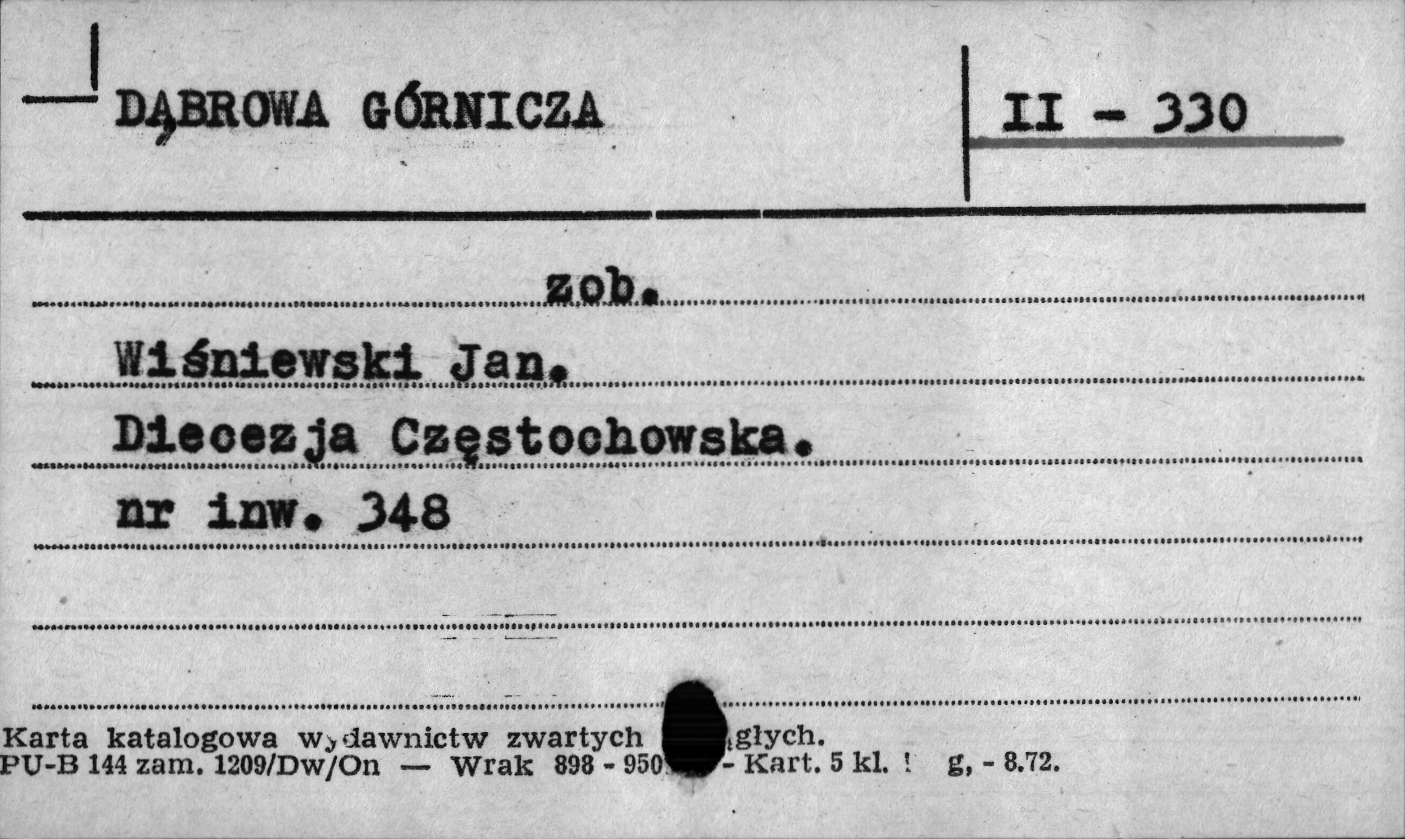 DĄBROWA GÓRNICZA
II - 330
zob.
Wiśniewski Jan.
Diecezja Częstochowska.
nr inw. 348
Karta katalogowa wydawnictw zwartych
PU-B 144 zam. 1209/Dw/On — Wrak 898 - 950 - Kart. 5 kl. ! g, - 8.72.